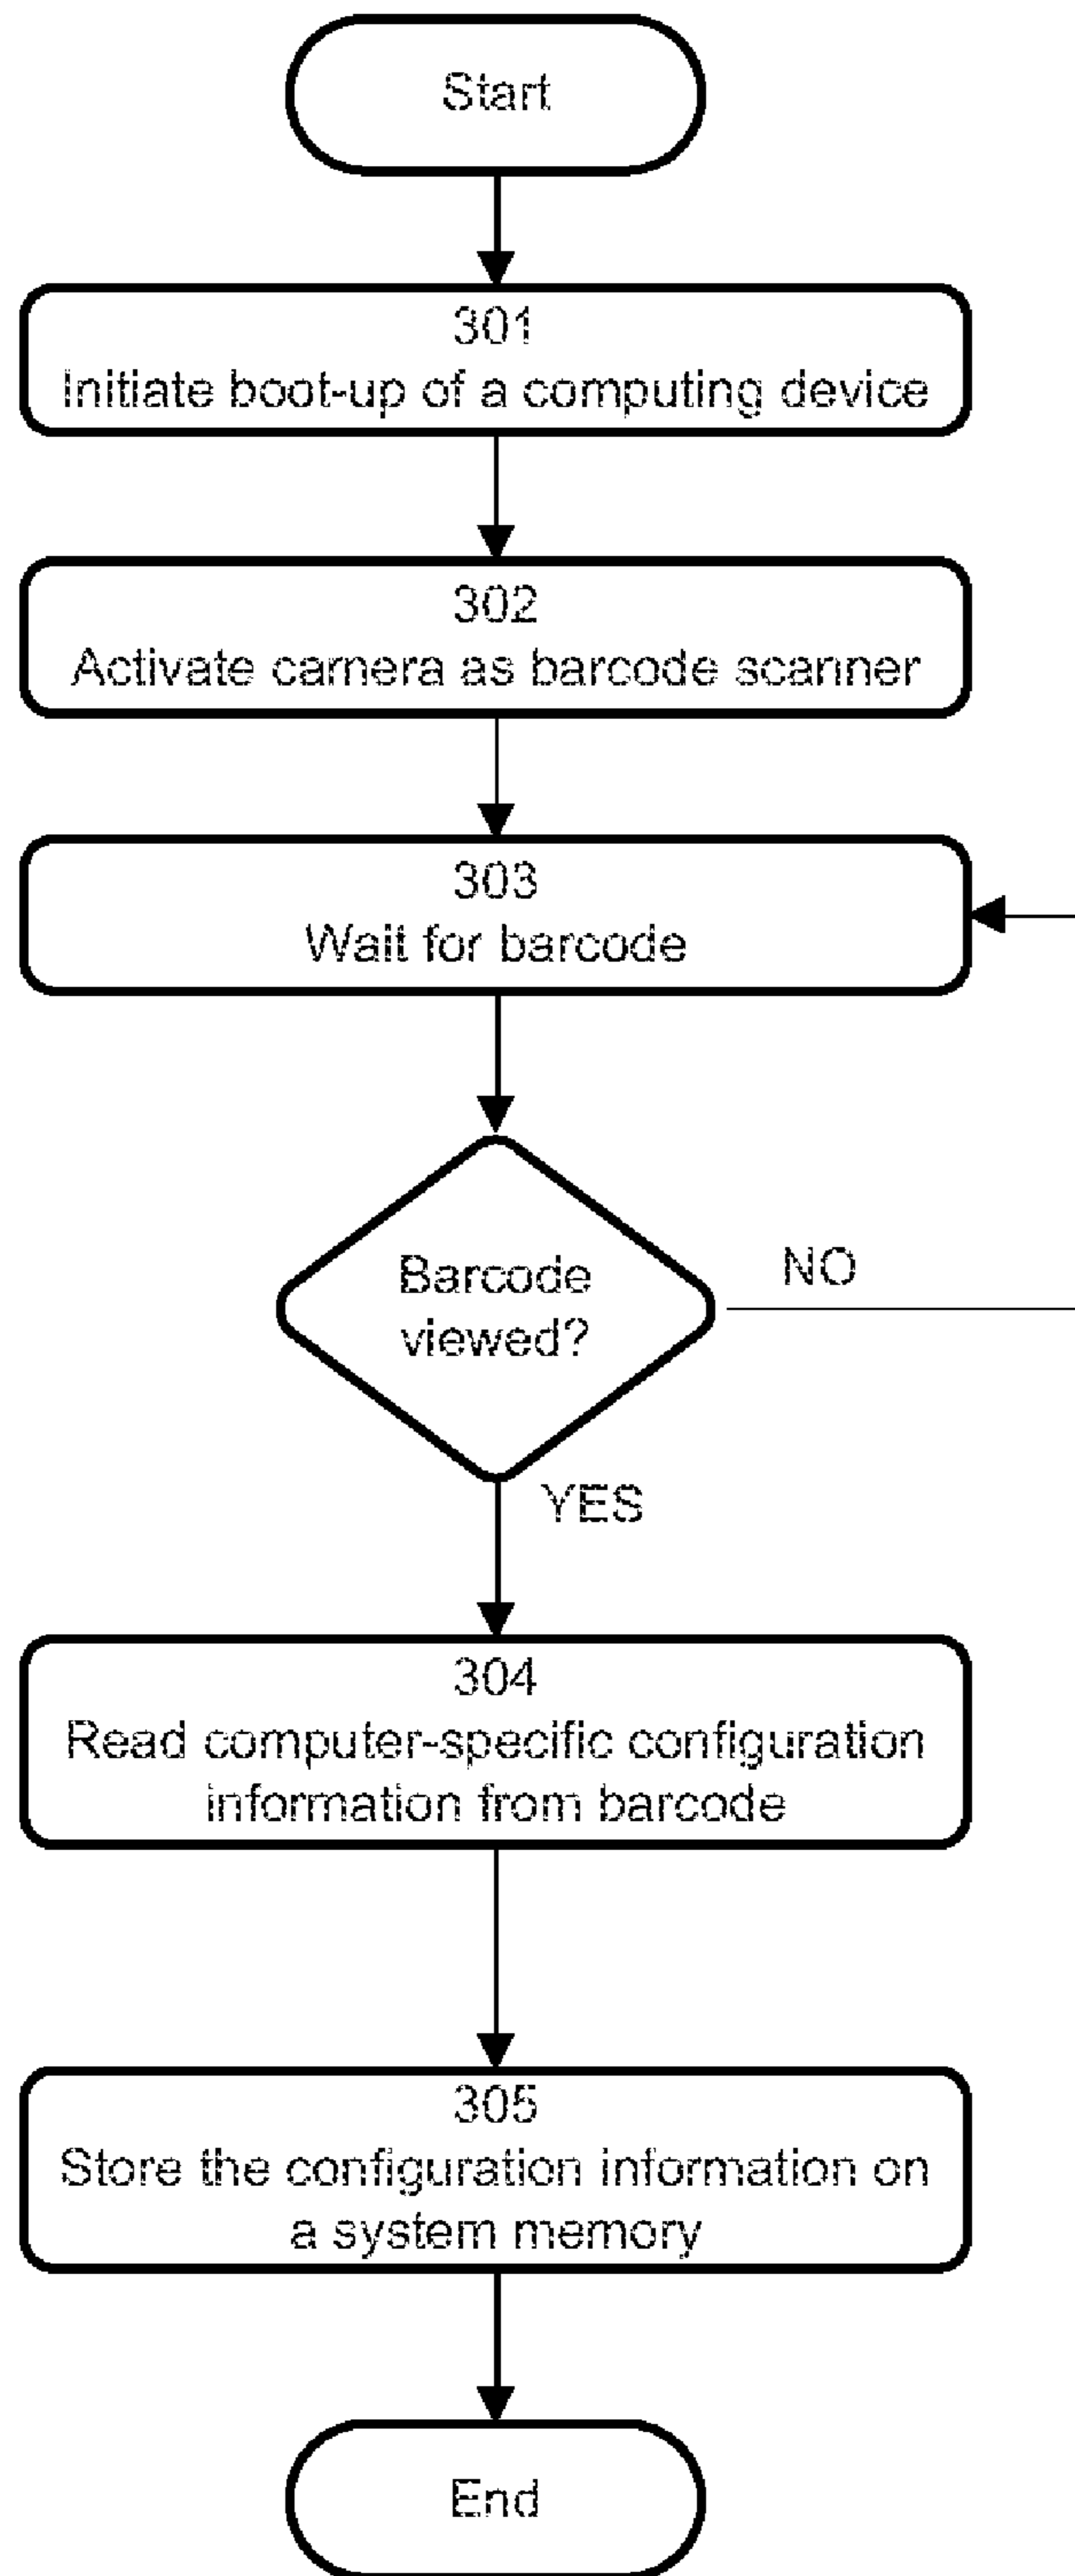 Start
301
Initiate boot-up of a computing device
302
Activate camera as barcode scanner
303
Wait for barcode
Barcode
viewed?
NO
YES
304
Read computer-specific configuration
information from barcode
305
Store the configuration information on
a system memory
End